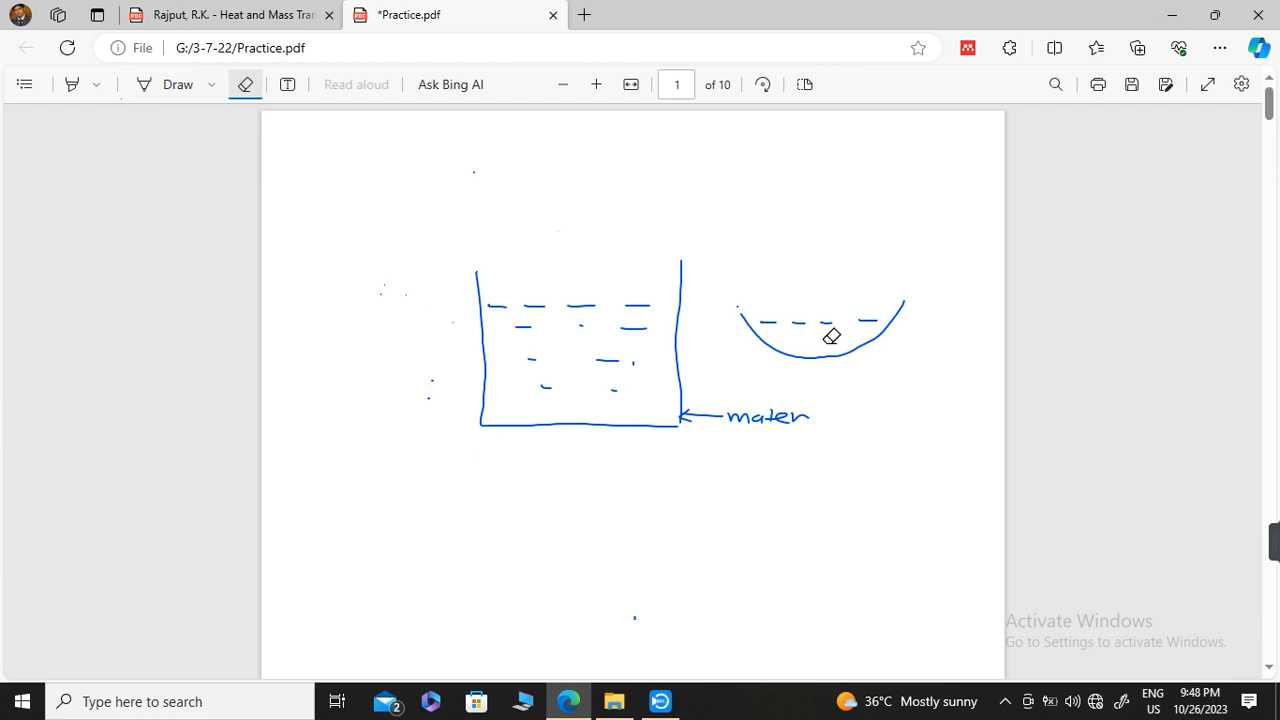 Rajput, R.K. - Heat and Mass Tran
*Practice.pdf
File
G:/3-7-22/Practice.pdf
Draw
Read aloud
Ask Bing AI
1
of 10
mater
Activate Windows
Go to Settings to activate Windows.
Type here to search
2
36°C Mostly sunny
ENG
US
9:48 PM
10/26/2023